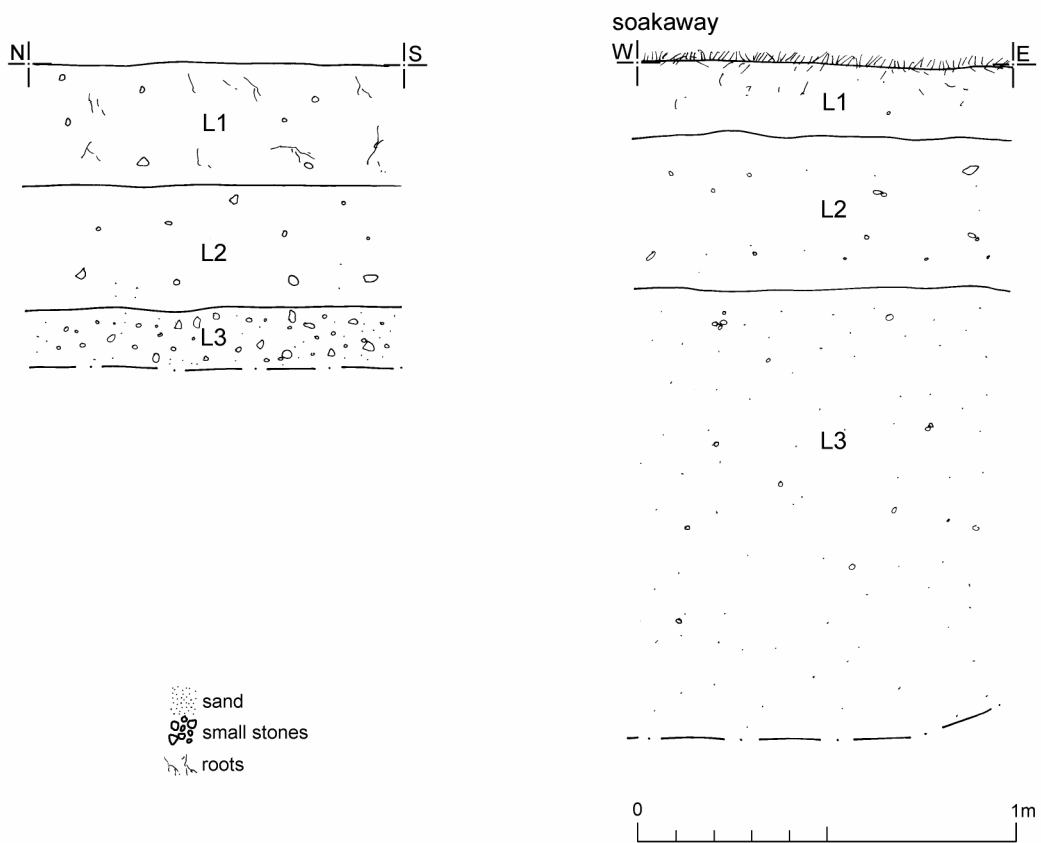 soakaway
N S
W E
L1
L2
L3
L1
L2
L3
sand
small stones
roots
0 1m